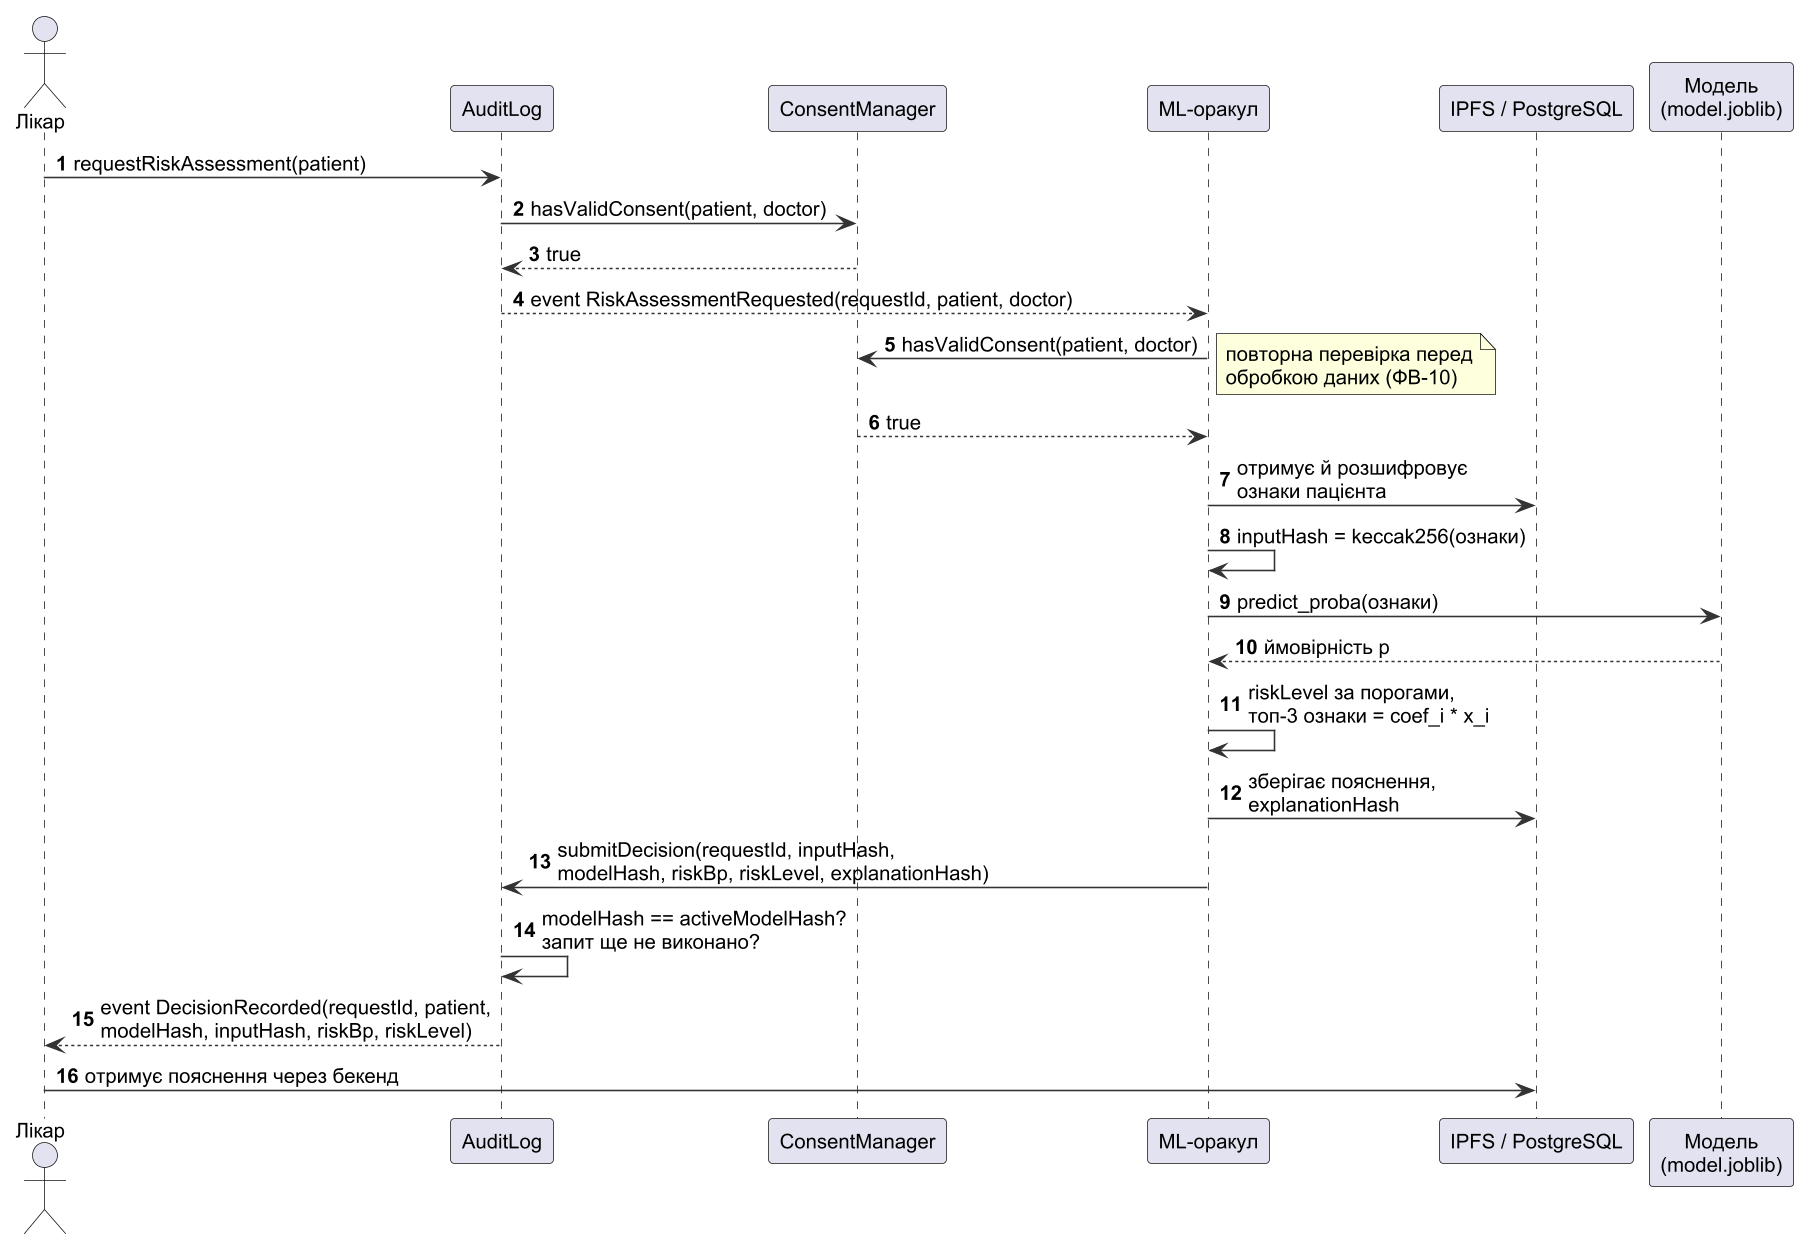 Лікар
AuditLog
ConsentManager
ML-оракул
IPFS / PostgreSQL
Модель
(model.joblib)
1 requestRiskAssessment(patient)
2 hasValidConsent(patient, doctor)
3 true
4 event RiskAssessmentRequested(requestId, patient, doctor)
5 hasValidConsent(patient, doctor)
повторна перевірка перед
обробкою даних (ФВ-10)
6 true
7 отримує й розшифровує
ознаки пацієнта
8 inputHash = keccak256(ознаки)
9 predict_proba(ознаки)
10 ймовірність p
11 riskLevel за порогами,
топ-3 ознаки = coef_i * x_i
12 зберігає пояснення,
explanationHash
13 submitDecision(requestId, inputHash,
modelHash, riskBp, riskLevel, explanationHash)
14 modelHash == activeModelHash?
запит ще не виконано?
15 event DecisionRecorded(requestId, patient,
modelHash, inputHash, riskBp, riskLevel)
16 отримує пояснення через бекенд
Лікар
AuditLog
ConsentManager
ML-оракул
IPFS / PostgreSQL
Модель
(model.joblib)